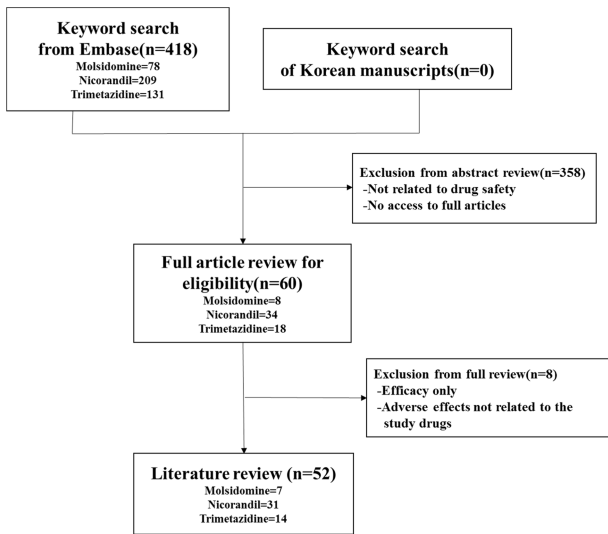 Keyword search
from Embase(n=418)
Molsidomine=78
Nicorandil=209
Trimetazidine=131
Keyword search
of Korean manuscripts(n=0)
Exclusion from abstract review(n=358)
-Not related to drug safety
-No access to full articles
Full article review for
eligibility(n=60)
Molsidomine=8
Nicorandil=34
Trimetazidine=18
Exclusion from full review(n=8)
-Efficacy only
-Adverse effects not related to the
study drugs
Literature review (n=52)
Molsidomine=7
Nicorandil=31
Trimetazidine=14